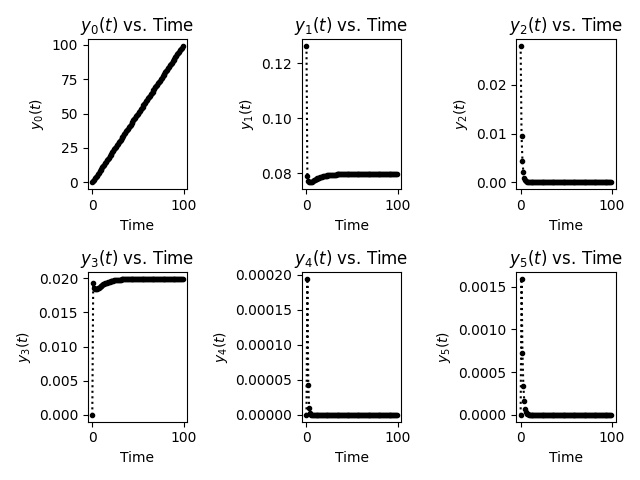 y₀(t) vs. Time
y₁(t) vs. Time
y₂(t) vs. Time
100
75
50
25
0
y₀(t)
0
100
Time
0.12
0.10
0.08
y₁(t)
0
100
Time
0.02
0.01
0.00
y₂(t)
0
100
Time
y₃(t) vs. Time
y₄(t) vs. Time
y₅(t) vs. Time
0.020
0.015
0.010
0.005
0.000
y₃(t)
0
100
Time
0.00020
0.00015
0.00010
0.00005
0.00000
y₄(t)
0
100
Time
0.0015
0.0010
0.0005
0.0000
y₅(t)
0
100
Time